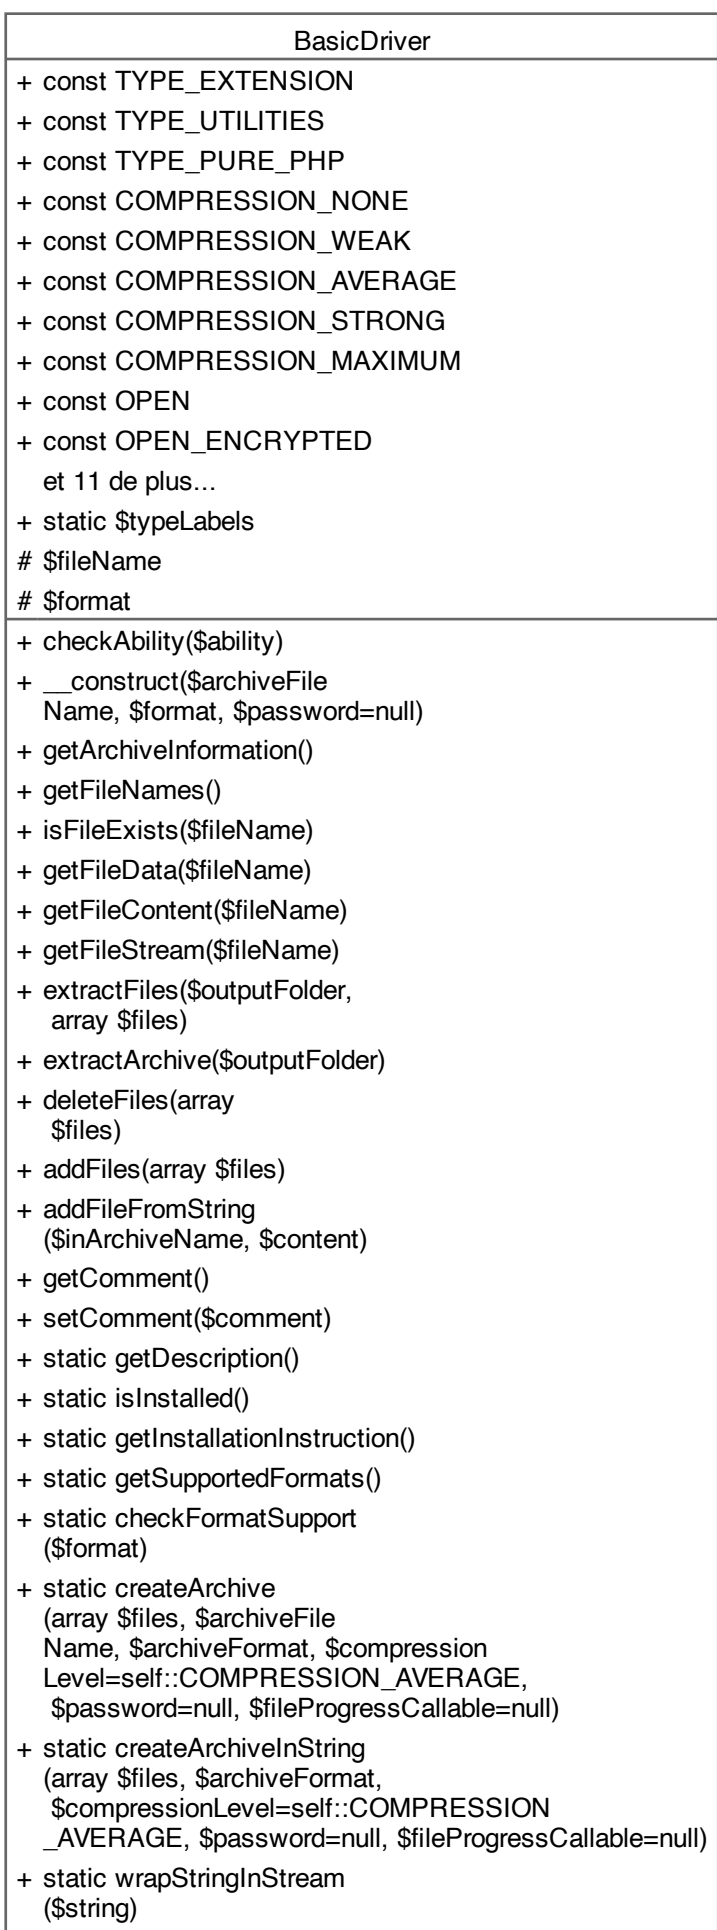 BasicDriver
+ const TYPE_EXTENSION
+ const TYPE_UTILITIES
+ const TYPE_PURE_PHP
+ const COMPRESSION_NONE
+ const COMPRESSION_WEAK
+ const COMPRESSION_AVERAGE
+ const COMPRESSION_STRONG
+ const COMPRESSION_MAXIMUM
+ const OPEN
+ const OPEN_ENCRYPTED
et 11 de plus...
+ static $typeLabels
# $fileName
# $format
+ checkAbility($ability)
+ __construct($archiveFile
Name, $format, $password=null)
+ getArchiveInformation()
+ getFileNames()
+ isFileExists($fileName)
+ getFileData($fileName)
+ getFileContent($fileName)
+ getFileStream($fileName)
+ extractFiles($outputFolder,
array $files)
+ extractArchive($outputFolder)
+ deleteFiles(array
$files)
+ addFiles(array $files)
+ addFileFromString
($inArchiveName, $content)
+ getComment()
+ setComment($comment)
+ static getDescription()
+ static isInstalled()
+ static getInstallationInstruction()
+ static getSupportedFormats()
+ static checkFormatSupport
($format)
+ static createArchive
(array $files, $archiveFile
Name, $archiveFormat, $compression
Level=self::COMPRESSION_AVERAGE,
$password=null, $fileProgressCallable=null)
+ static createArchiveInString
(array $files, $archiveFormat,
$compressionLevel=self::COMPRESSION
_AVERAGE, $password=null, $fileProgressCallable=null)
+ static wrapStringInStream
($string)